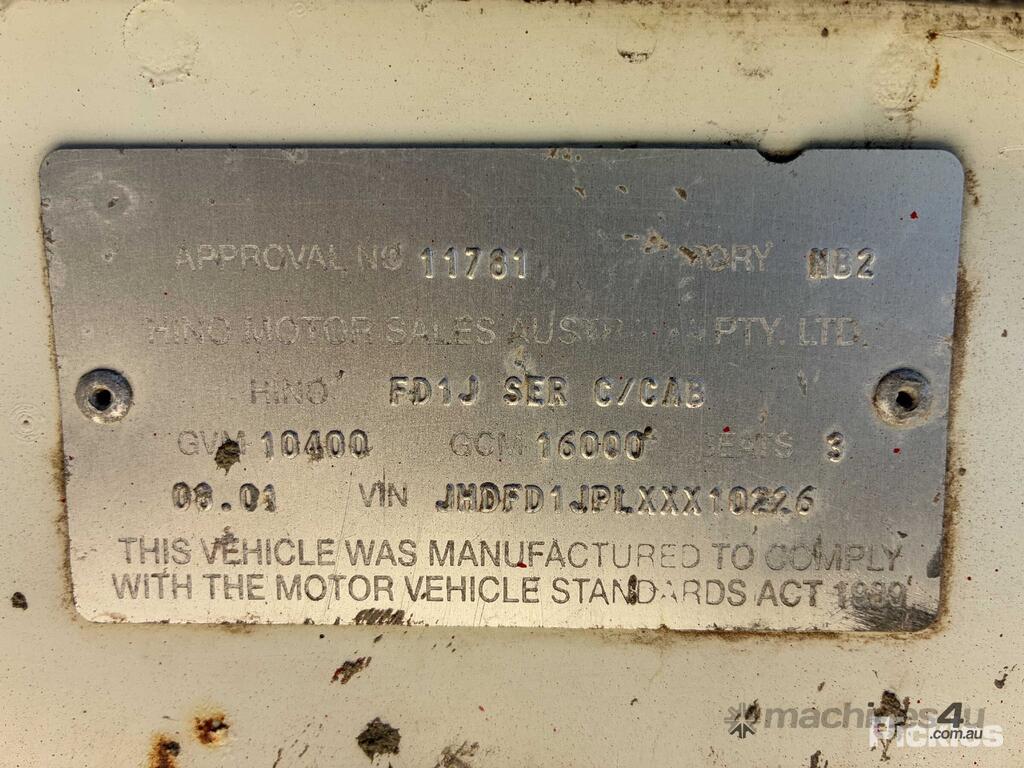 APPROVAL NO 11781 GORY NB2
HINO MOTOR SALES AUSTRALIAN PTY. LTD.
HINO FD1J SER C/CAB
GVM 10400 GCM 16000 SEATS 3
08.01 VIN JHDFD1JPLXXX10226
THIS VEHICLE WAS MANUFACTURED TO COMPLY
WITH THE MOTOR VEHICLE STANDARDS ACT 1989
machines4u
.com.au
Pickles